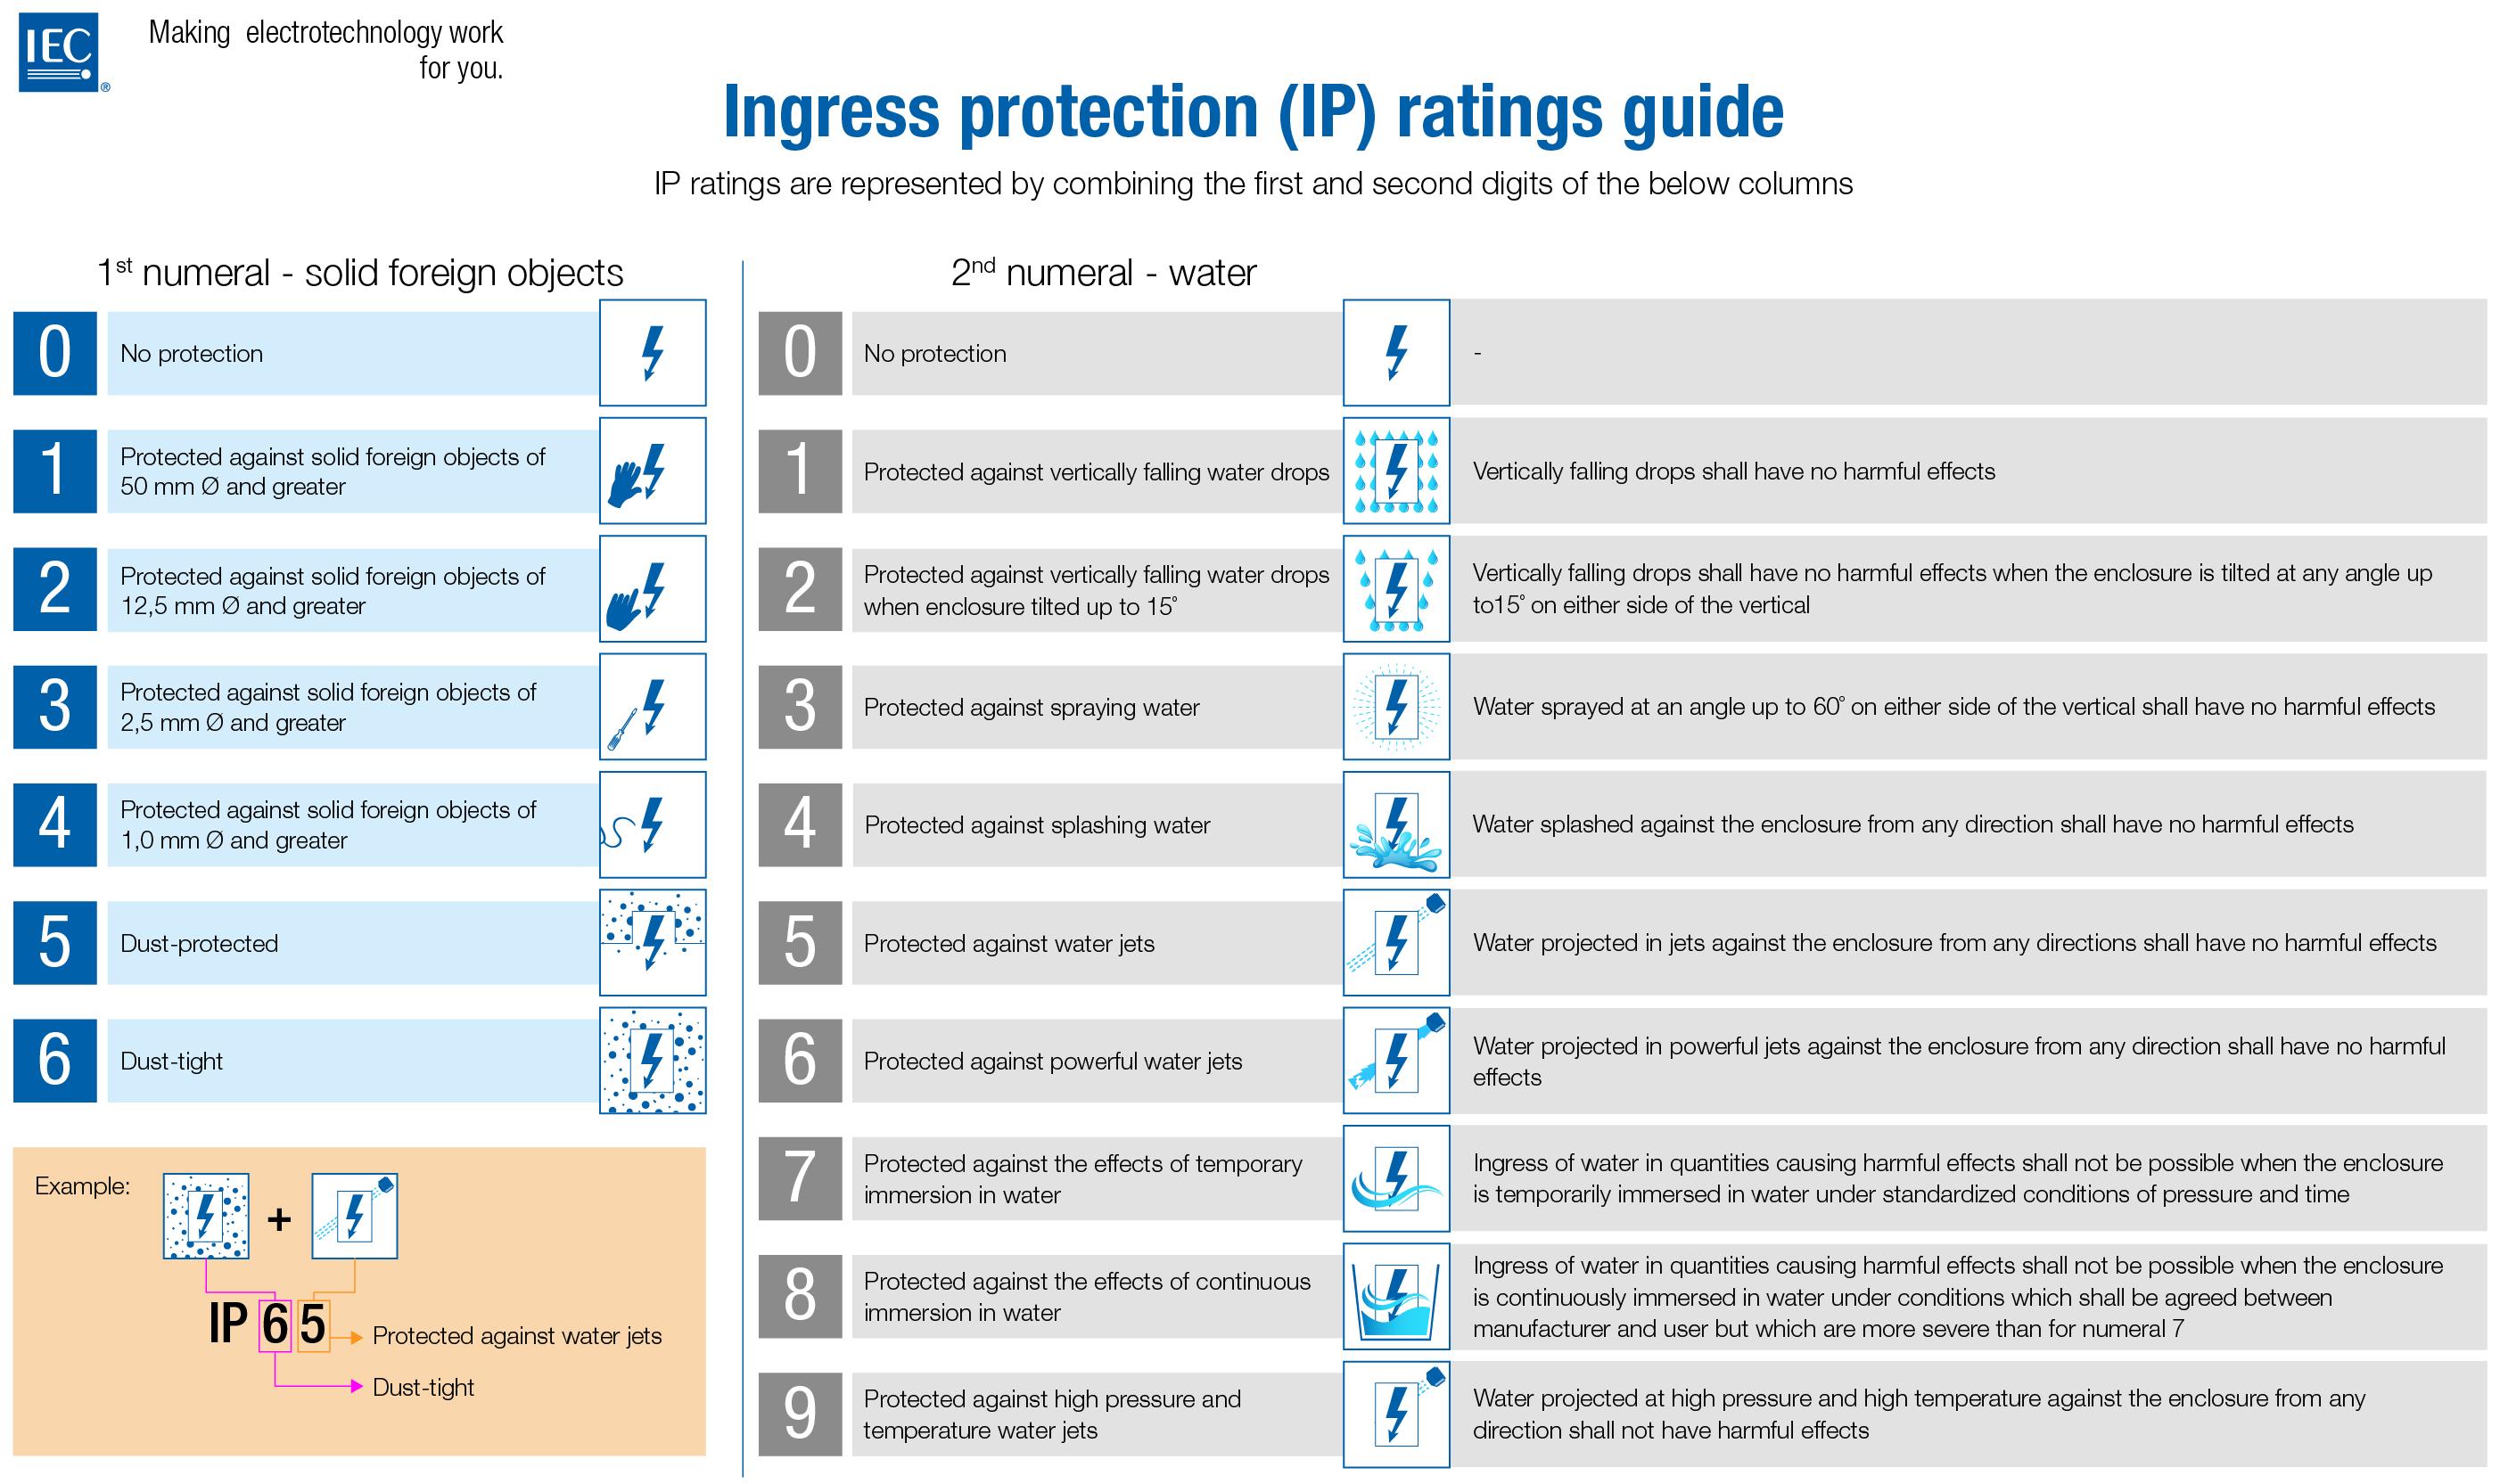 IEC
®
Making electrotechnology work
for you.
Ingress protection (IP) ratings guide
IP ratings are represented by combining the first and second digits of the below columns
1st numeral - solid foreign objects
0
No protection
1
Protected against solid foreign objects of
50 mm Ø and greater
2
Protected against solid foreign objects of
12,5 mm Ø and greater
3
Protected against solid foreign objects of
2,5 mm Ø and greater
4
Protected against solid foreign objects of
1,0 mm Ø and greater
5
Dust-protected
6
Dust-tight
Example:
+
IP 6 5
Protected against water jets
Dust-tight
2nd numeral - water
0
No protection
-
1
Protected against vertically falling water drops
Vertically falling drops shall have no harmful effects
2
Protected against vertically falling water drops
when enclosure tilted up to 15°
Vertically falling drops shall have no harmful effects when the enclosure is tilted at any angle up
to15° on either side of the vertical
3
Protected against spraying water
Water sprayed at an angle up to 60° on either side of the vertical shall have no harmful effects
4
Protected against splashing water
Water splashed against the enclosure from any direction shall have no harmful effects
5
Protected against water jets
Water projected in jets against the enclosure from any directions shall have no harmful effects
6
Protected against powerful water jets
Water projected in powerful jets against the enclosure from any direction shall have no harmful
effects
7
Protected against the effects of temporary
immersion in water
Ingress of water in quantities causing harmful effects shall not be possible when the enclosure
is temporarily immersed in water under standardized conditions of pressure and time
8
Protected against the effects of continuous
immersion in water
Ingress of water in quantities causing harmful effects shall not be possible when the enclosure
is continuously immersed in water under conditions which shall be agreed between
manufacturer and user but which are more severe than for numeral 7
9
Protected against high pressure and
temperature water jets
Water projected at high pressure and high temperature against the enclosure from any
direction shall not have harmful effects